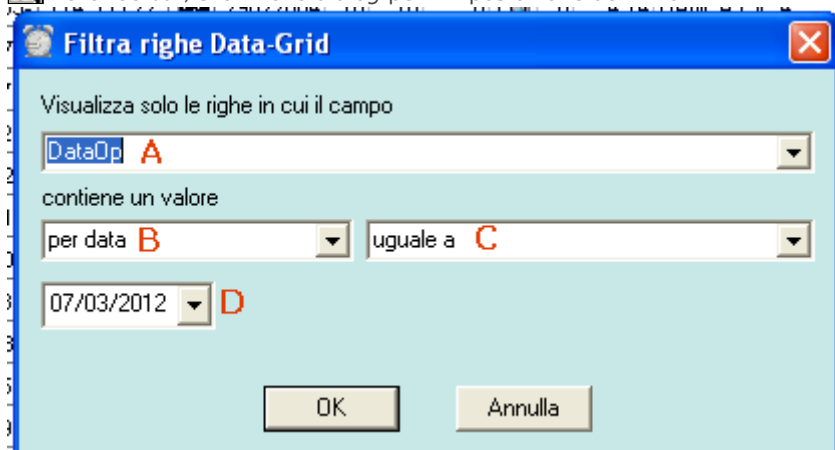 Filtra righe Data-Grid
Visualizza solo le righe in cui il campo
DataOp A
contiene un valore
per data B uguale a C
07/03/2012 D
OK Annulla